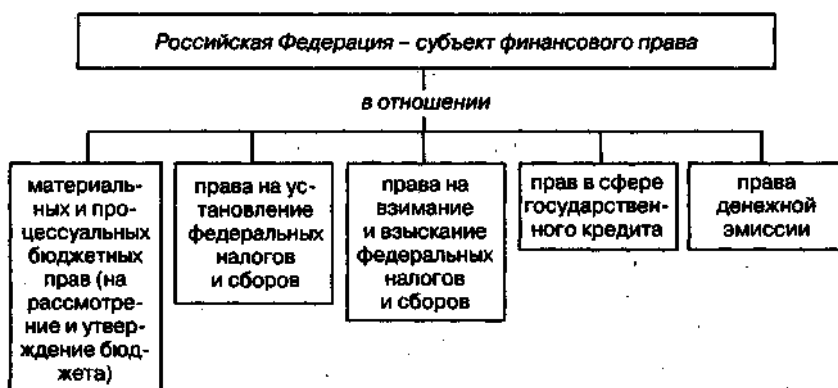 Российская Федерация – субъект финансового права
в отношении
материаль-
ных и про-
цессуальных
бюджетных
прав (на
рассмотре-
ние и утвер-
ждение бюд-
жета)
права на ус-
тановление
федеральных
налогов
и сборов
права на
взимание
и взыскание
федеральных
налогов
и сборов
прав в сфере
государствен-
ного кредита
права
денежной
эмиссии